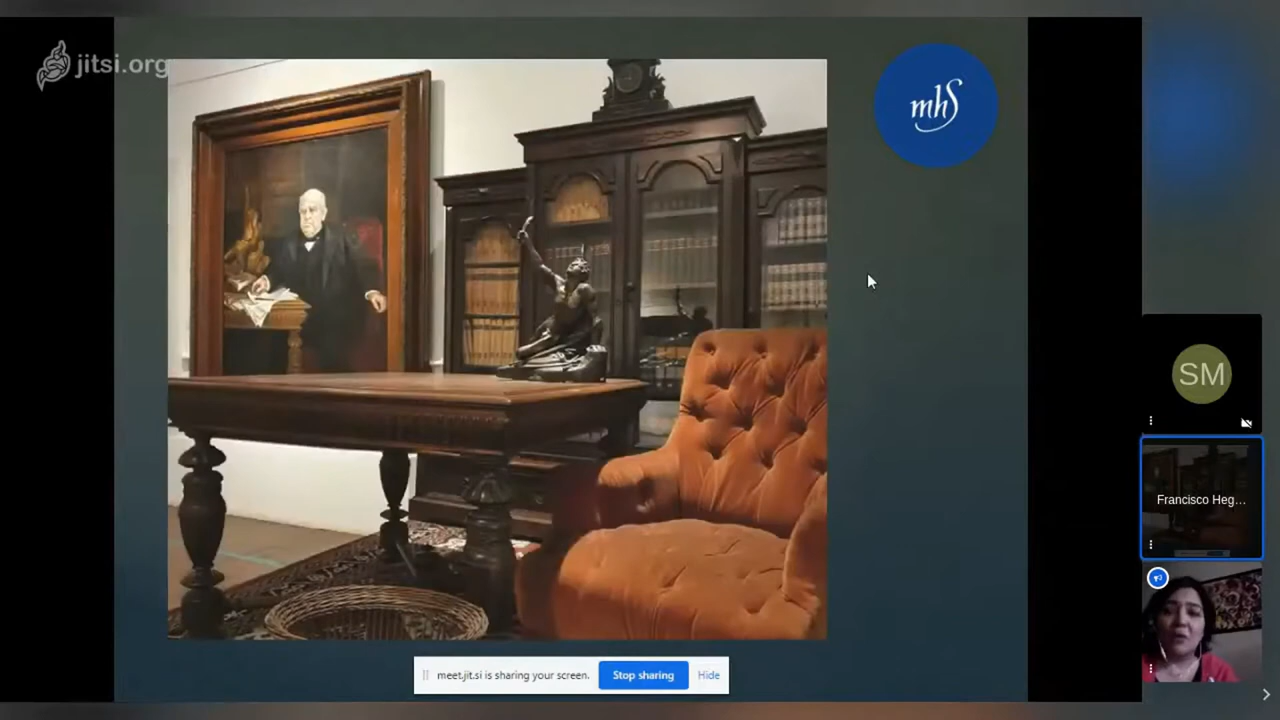 jitsi.org
mhS
SM
Francisco Heg...
meet.jit.si is sharing your screen.
Stop sharing
Hide